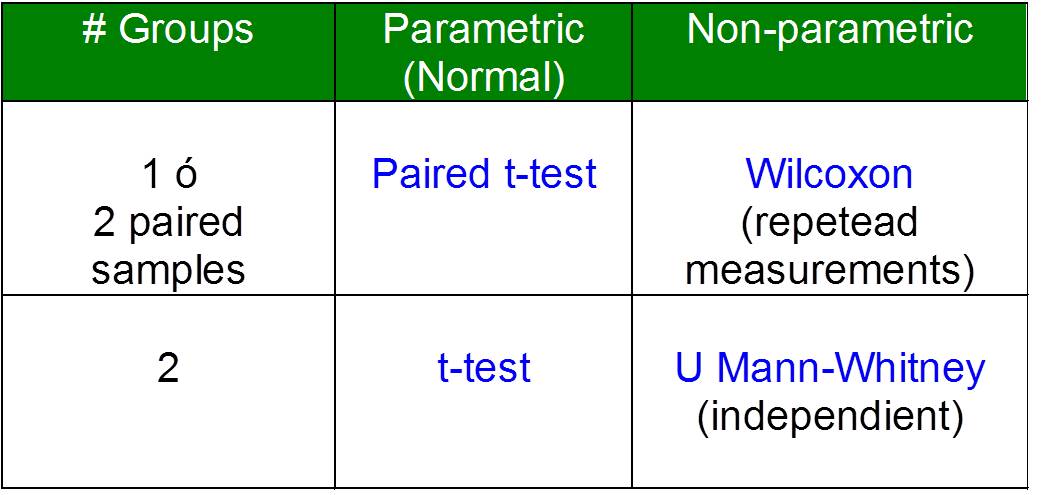 # Groups
Parametric
(Normal)
Non-parametric
1 ó
2 paired
samples
Paired t-test
Wilcoxon
(repetead
measurements)
2
t-test
U Mann-Whitney
(independient)